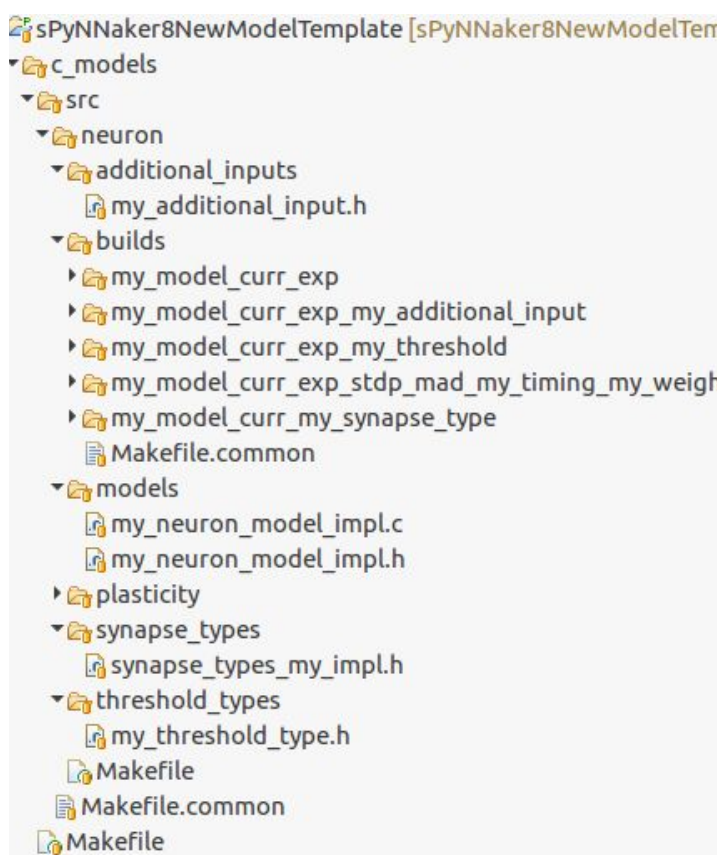 sPyNNaker8NewModelTemplate [sPyNNaker8NewModelTem
c_models
src
neuron
additional_inputs
my_additional_input.h
builds
my_model_curr_exp
my_model_curr_exp_my_additional_input
my_model_curr_exp_my_threshold
my_model_curr_exp_stdp_mad_my_timing_my_weigh
my_model_curr_my_synapse_type
Makefile.common
models
my_neuron_model_impl.c
my_neuron_model_impl.h
plasticity
synapse_types
synapse_types_my_impl.h
threshold_types
my_threshold_type.h
Makefile
Makefile.common
Makefile